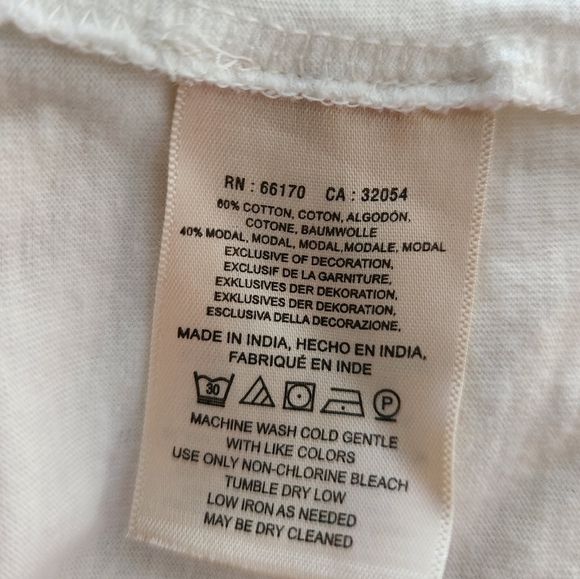 RN : 66170 CA : 32054
60% COTTON, COTON, ALGODÓN,
COTONE, BAUMWOLLE
40% MODAL, MODAL, MODAL,MODALE, MODAL
EXCLUSIVE OF DECORATION,
EXCLUSIF DE LA GARNITURE,
EXKLUSIVES DER DEKORATION,
EXKLUSIVES DER DEKORATION,
ESCLUSIVA DELLA DECORAZIONE,
MADE IN INDIA, HECHO EN INDIA,
FABRIQUÉ EN INDE
30 P
MACHINE WASH COLD GENTLE
WITH LIKE COLORS
USE ONLY NON-CHLORINE BLEACH
TUMBLE DRY LOW
LOW IRON AS NEEDED
MAY BE DRY CLEANED